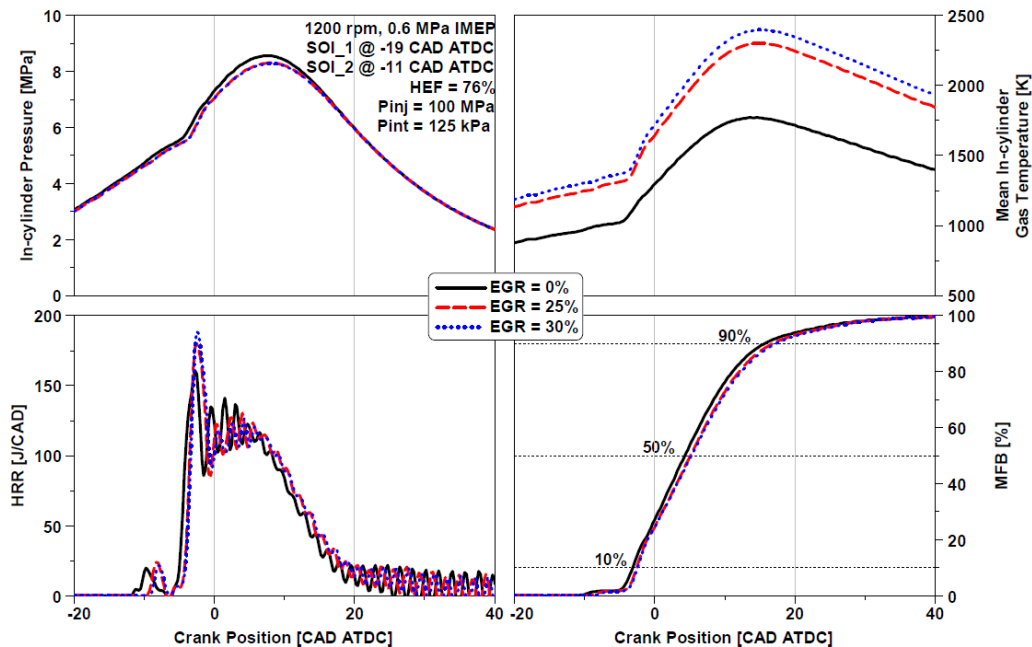 1200 rpm, 0.6 MPa IMEP
SOI_1 @ -19 CAD ATDC
SOI_2 @ -11 CAD ATDC
HEF = 76%
Pinj = 100 MPa
Pint = 125 kPa
In-cylinder Pressure [MPa]
10
8
6
4
2
0
Mean In-cylinder
Gas Temperature [K]
2500
2000
1500
1000
500
EGR = 0%
EGR = 25%
EGR = 30%
HRR [J/CAD]
200
150
100
50
0
-20
0
20
40
Crank Position [CAD ATDC]
90%
50%
10%
MFB [%]
100
80
60
40
20
0
-20
0
20
40
Crank Position [CAD ATDC]